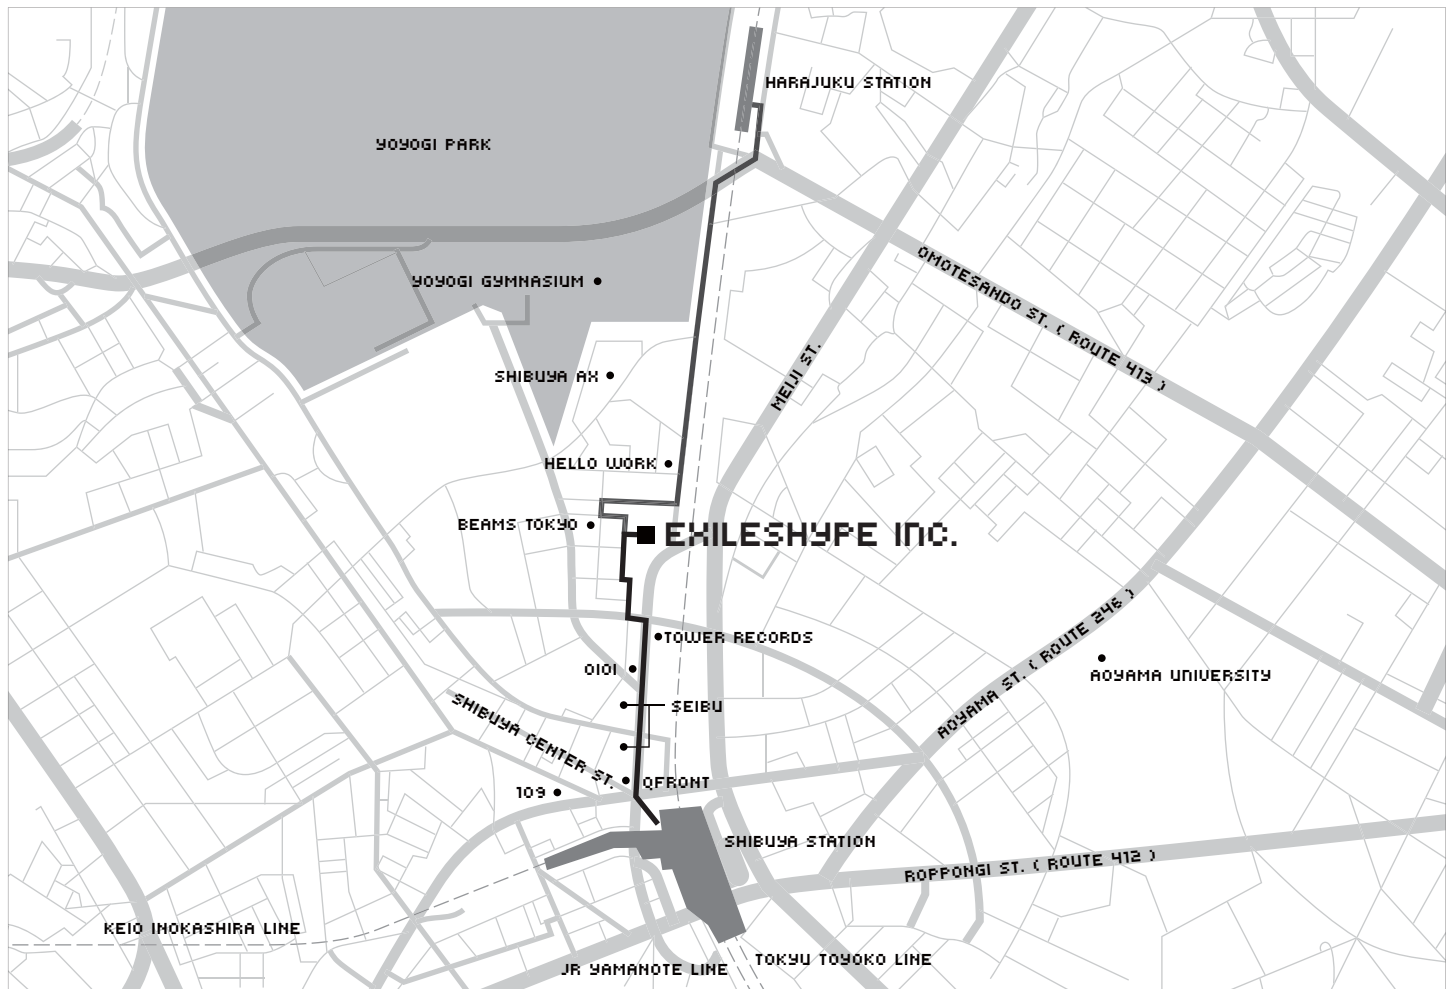 HARAJUKU STATION
YOYOGI PARK
YOYOGI GYMNASIUM
OMOTESANDO ST. ( ROUTE 413 )
MEIJI ST.
SHIBUYA AX
HELLO WORK
BEAMS TOKYO
EXILESHYPE INC.
AOYAMA ST. ( ROUTE 246 )
TOWER RECORDS
0101
AOYAMA UNIVERSITY
SEIBU
SHIBUYA CENTER ST.
QFRONT
109
SHIBUYA STATION
ROPPONGI ST. ( ROUTE 412 )
KEIO INOKASHIRA LINE
TOKYU TOYOKO LINE
JR YAMANOTE LINE